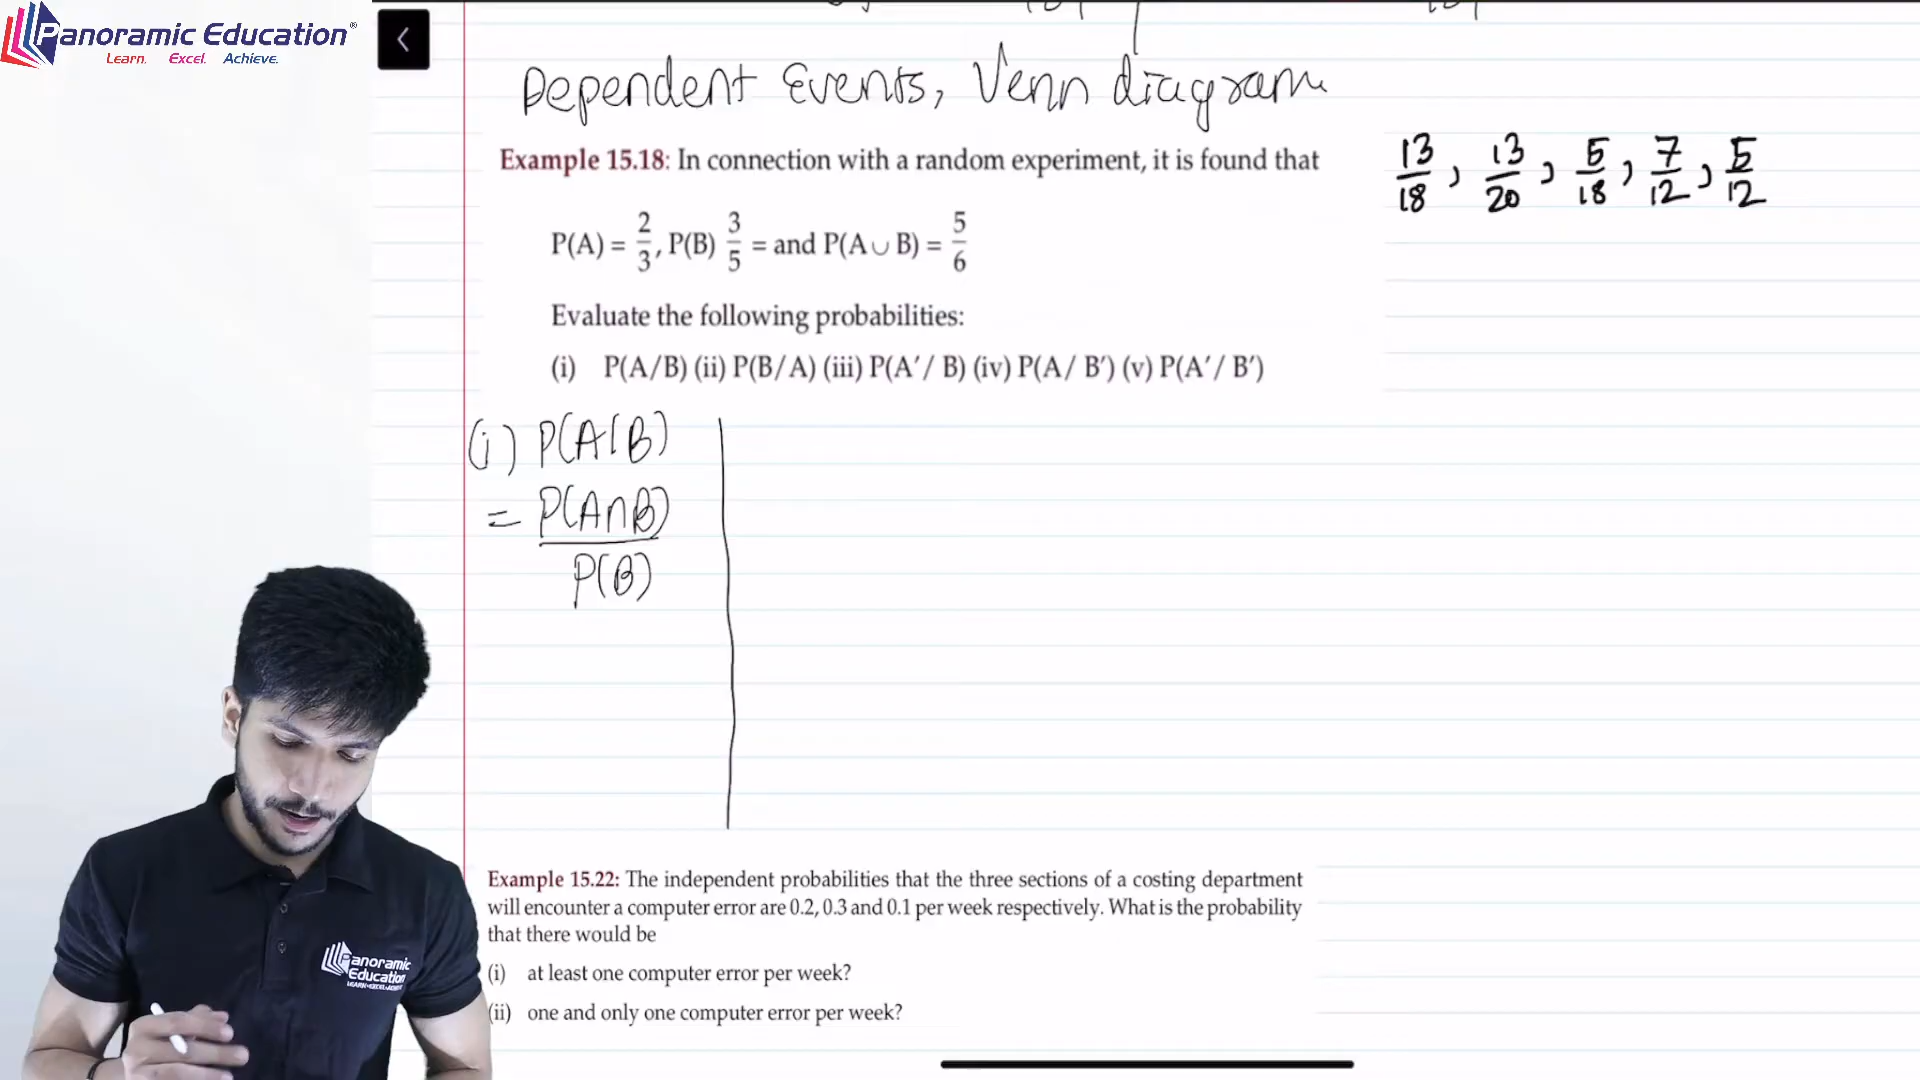 Panoramic Education®
Learn. Excel. Achieve.
Dependent Events, Venn diagram
Example 15.18: In connection with a random experiment, it is found that
P(A) = 2/3, P(B) 3/5 = and P(A ∪ B) = 5/6
Evaluate the following probabilities:
(i) P(A/B) (ii) P(B/A) (iii) P(A′/ B) (iv) P(A/ B′) (v) P(A′/ B′)
13/18, 13/20, 5/18, 7/12, 5/12
(i) P(A/B)
= P(A∩B)
P(B)
Example 15.22: The independent probabilities that the three sections of a costing department
will encounter a computer error are 0.2, 0.3 and 0.1 per week respectively. What is the probability
that there would be
(i) at least one computer error per week?
(ii) one and only one computer error per week?
Panoramic
Education
LEARN•EXCEL•ACHIEVE